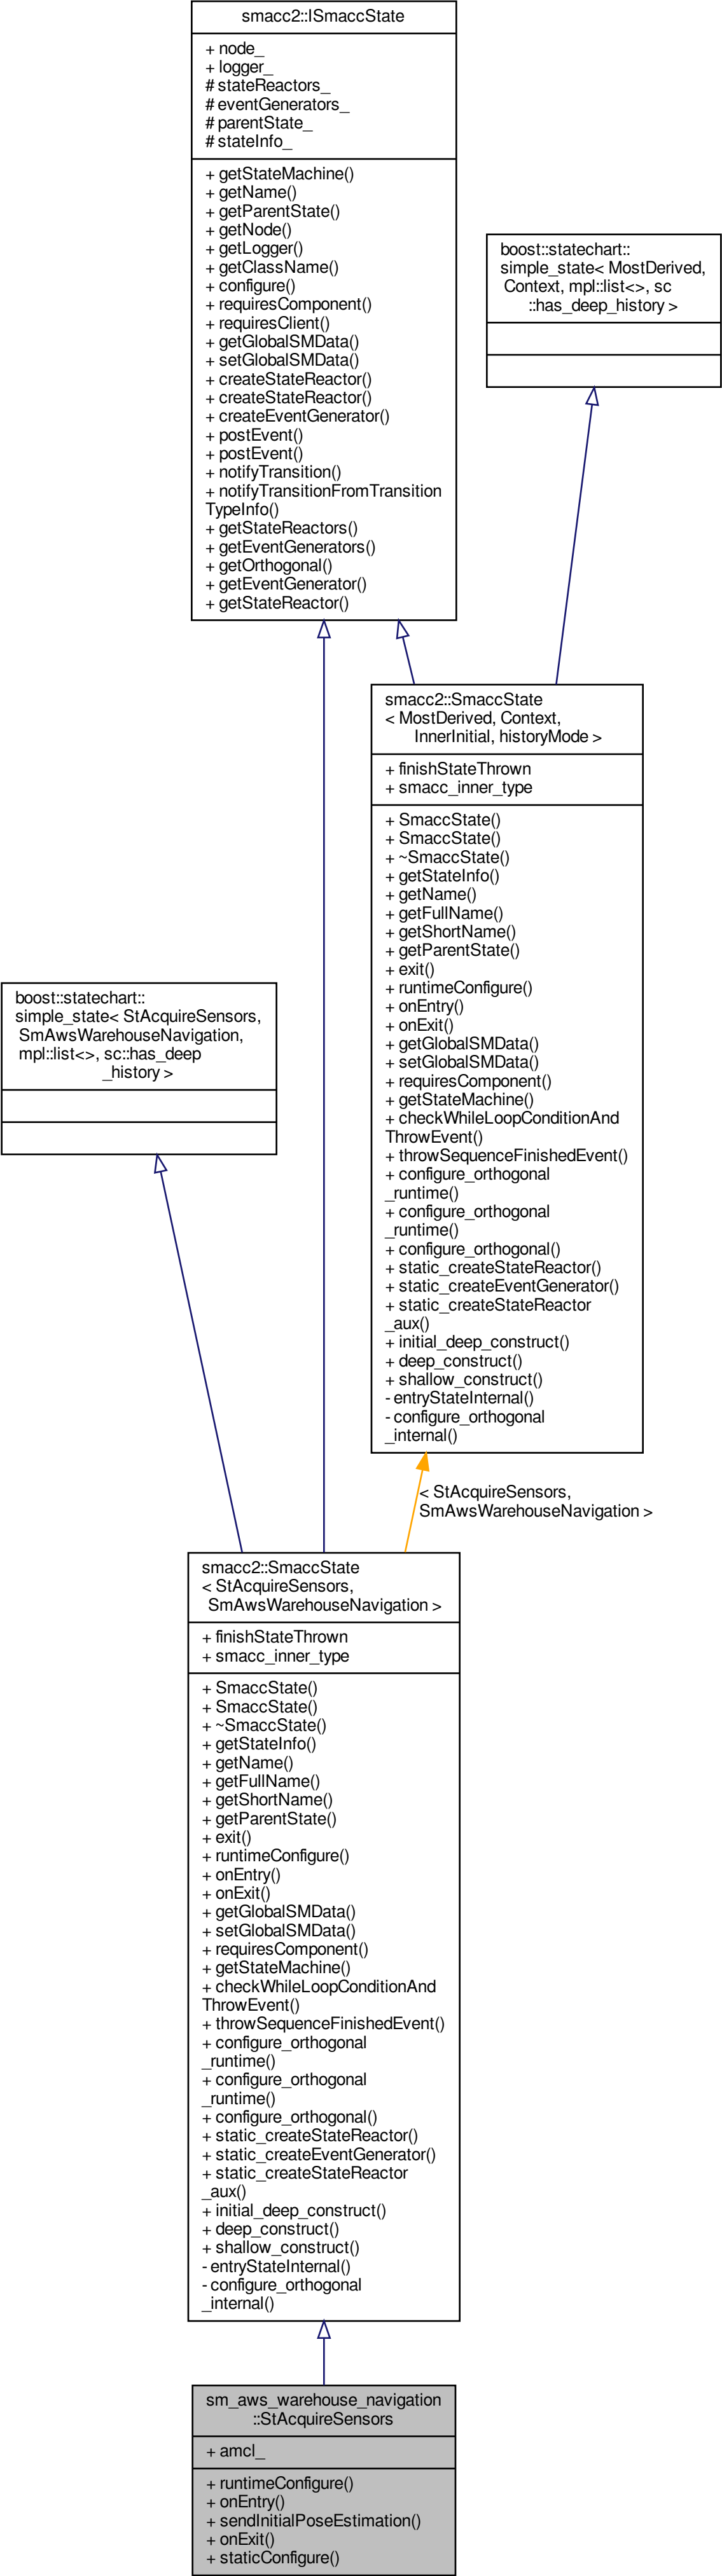 smacc2::ISmaccState
+ node_
+ logger_
# stateReactors_
# eventGenerators_
# parentState_
# stateInfo_
+ getStateMachine()
+ getName()
+ getParentState()
+ getNode()
+ getLogger()
+ getClassName()
+ configure()
+ requiresComponent()
+ requiresClient()
+ getGlobalSMData()
+ setGlobalSMData()
+ createStateReactor()
+ createStateReactor()
+ createEventGenerator()
+ postEvent()
+ postEvent()
+ notifyTransition()
+ notifyTransitionFromTransition
TypeInfo()
+ getStateReactors()
+ getEventGenerators()
+ getOrthogonal()
+ getEventGenerator()
+ getStateReactor()
boost::statechart::
simple_state< MostDerived,
Context, mpl::list<>, sc
::has_deep_history >
smacc2::SmaccState
< MostDerived, Context,
InnerInitial, historyMode >
+ finishStateThrown
+ smacc_inner_type
+ SmaccState()
+ SmaccState()
+ ~SmaccState()
+ getStateInfo()
+ getName()
+ getFullName()
+ getShortName()
+ getParentState()
+ exit()
+ runtimeConfigure()
+ onEntry()
+ onExit()
+ getGlobalSMData()
+ setGlobalSMData()
+ requiresComponent()
+ getStateMachine()
+ checkWhileLoopConditionAnd
ThrowEvent()
+ throwSequenceFinishedEvent()
+ configure_orthogonal
_runtime()
+ configure_orthogonal
_runtime()
+ configure_orthogonal()
+ static_createStateReactor()
+ static_createEventGenerator()
+ static_createStateReactor
_aux()
+ initial_deep_construct()
+ deep_construct()
+ shallow_construct()
- entryStateInternal()
- configure_orthogonal
_internal()
boost::statechart::
simple_state< StAcquireSensors,
SmAwsWarehouseNavigation,
mpl::list<>, sc::has_deep
_history >
< StAcquireSensors,
SmAwsWarehouseNavigation >
smacc2::SmaccState
< StAcquireSensors,
SmAwsWarehouseNavigation >
+ finishStateThrown
+ smacc_inner_type
+ SmaccState()
+ SmaccState()
+ ~SmaccState()
+ getStateInfo()
+ getName()
+ getFullName()
+ getShortName()
+ getParentState()
+ exit()
+ runtimeConfigure()
+ onEntry()
+ onExit()
+ getGlobalSMData()
+ setGlobalSMData()
+ requiresComponent()
+ getStateMachine()
+ checkWhileLoopConditionAnd
ThrowEvent()
+ throwSequenceFinishedEvent()
+ configure_orthogonal
_runtime()
+ configure_orthogonal
_runtime()
+ configure_orthogonal()
+ static_createStateReactor()
+ static_createEventGenerator()
+ static_createStateReactor
_aux()
+ initial_deep_construct()
+ deep_construct()
+ shallow_construct()
- entryStateInternal()
- configure_orthogonal
_internal()
sm_aws_warehouse_navigation
::StAcquireSensors
+ amcl_
+ runtimeConfigure()
+ onEntry()
+ sendInitialPoseEstimation()
+ onExit()
+ staticConfigure()